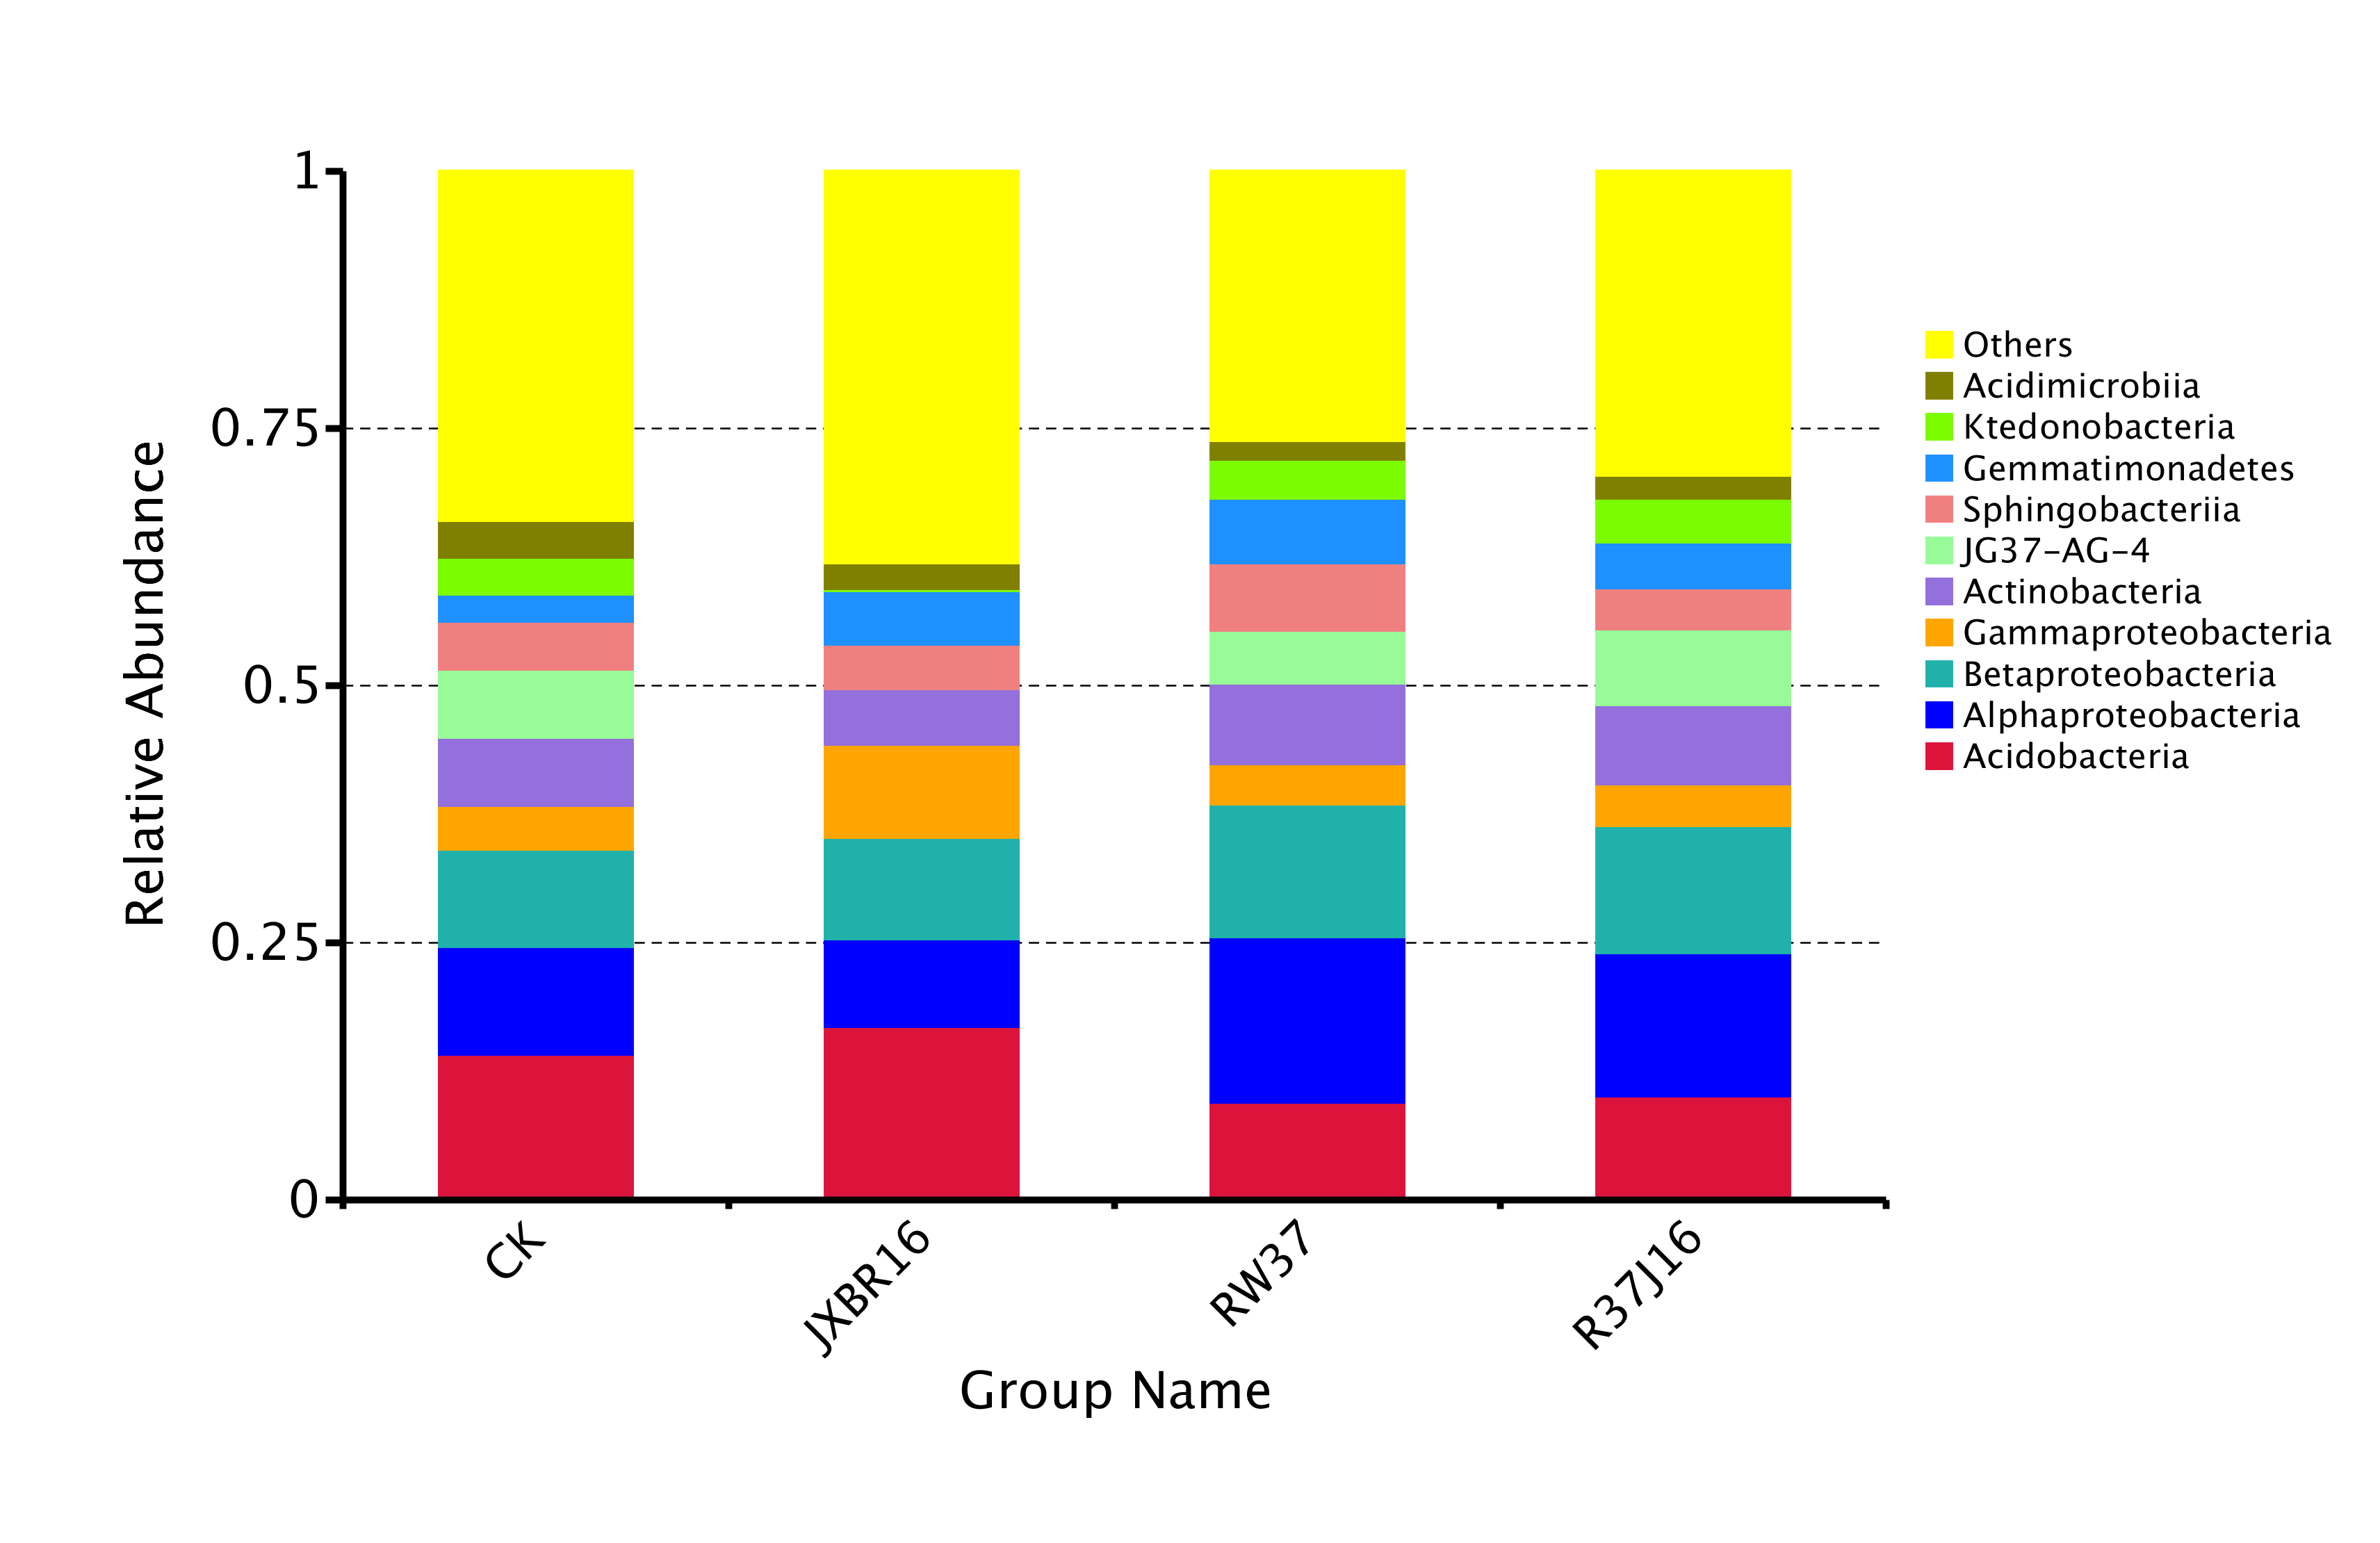 Relative Abundance
1
0.75
0.5
0.25
0
CK
JXBR16
RW37
R37J16
Group Name
Others
Acidimicrobiia
Ktedonobacteria
Gemmatimonadetes
Sphingobacteriia
JG37−AG−4
Actinobacteria
Gammaproteobacteria
Betaproteobacteria
Alphaproteobacteria
Acidobacteria